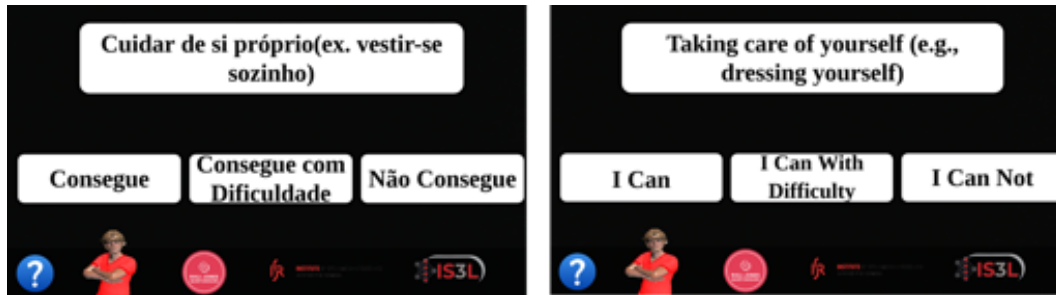 Cuidar de si próprio(ex. vestir-se
sozinho)
Consegue
Consegue com
Dificuldade
Não Consegue
?
IS3L
Taking care of yourself (e.g.,
dressing yourself)
I Can
I Can With
Difficulty
I Can Not
?
IS3L